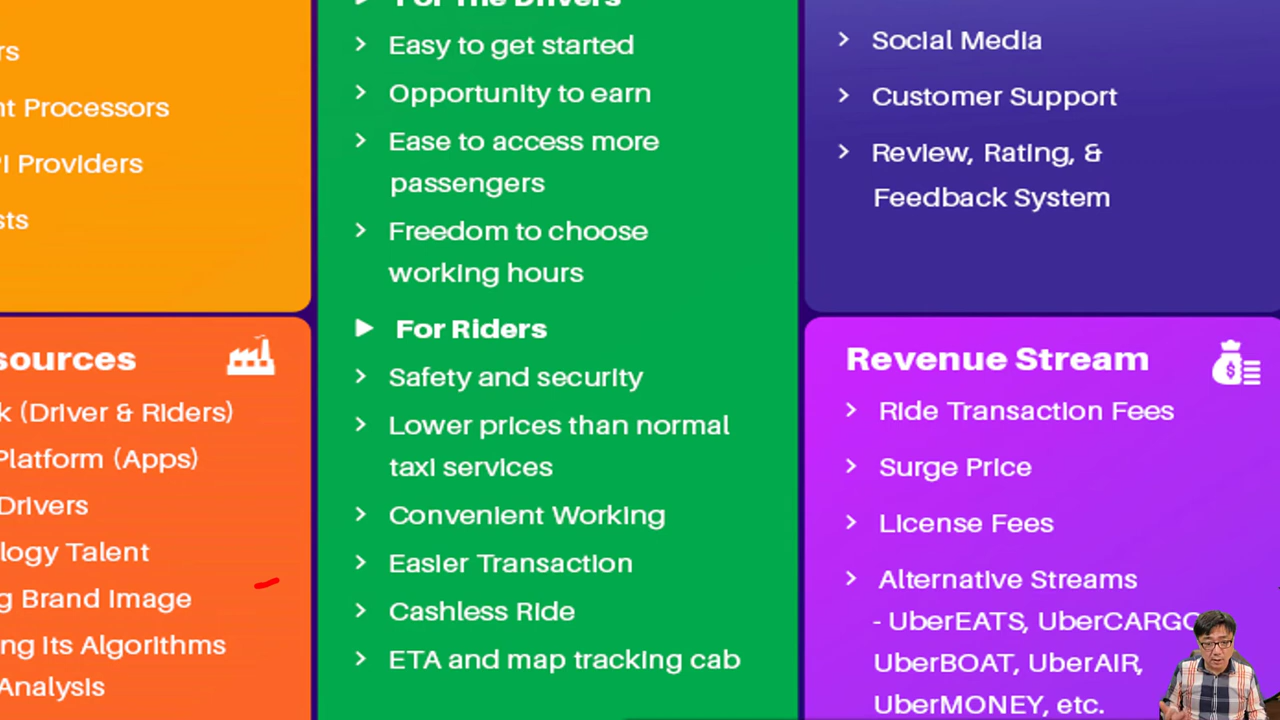 rs
nt Processors
PI Providers
sts
sources
k (Driver & Riders)
Platform (Apps)
Drivers
logy Talent
g Brand Image
ng Its Algorithms
Analysis
For The Drivers
Easy to get started
Opportunity to earn
Ease to access more
passengers
Freedom to choose
working hours
For Riders
Safety and security
Lower prices than normal
taxi services
Convenient Working
Easier Transaction
Cashless Ride
ETA and map tracking cab
Social Media
Customer Support
Review, Rating, &
Feedback System
Revenue Stream
Ride Transaction Fees
Surge Price
License Fees
Alternative Streams
- UberEATS, UberCARGO
UberBOAT, UberAIR,
UberMONEY, etc.